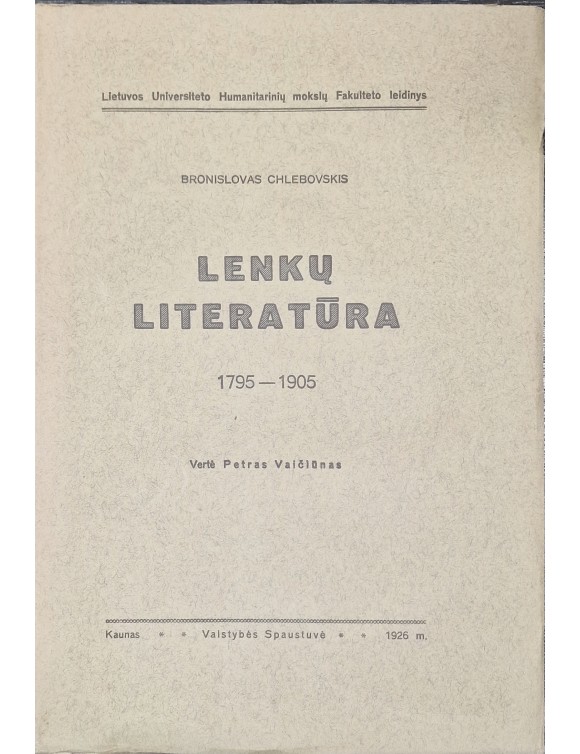 Lietuvos Universiteto Humanitarinių mokslų Fakulteto leidinys
BRONISLOVAS CHLEBOVSKIS
LENKŲ
LITERATŪRA
1795 — 1905
Vertė Petras Vaičiūnas
Kaunas * * Valstybės Spaustuvė * * 1926 m.